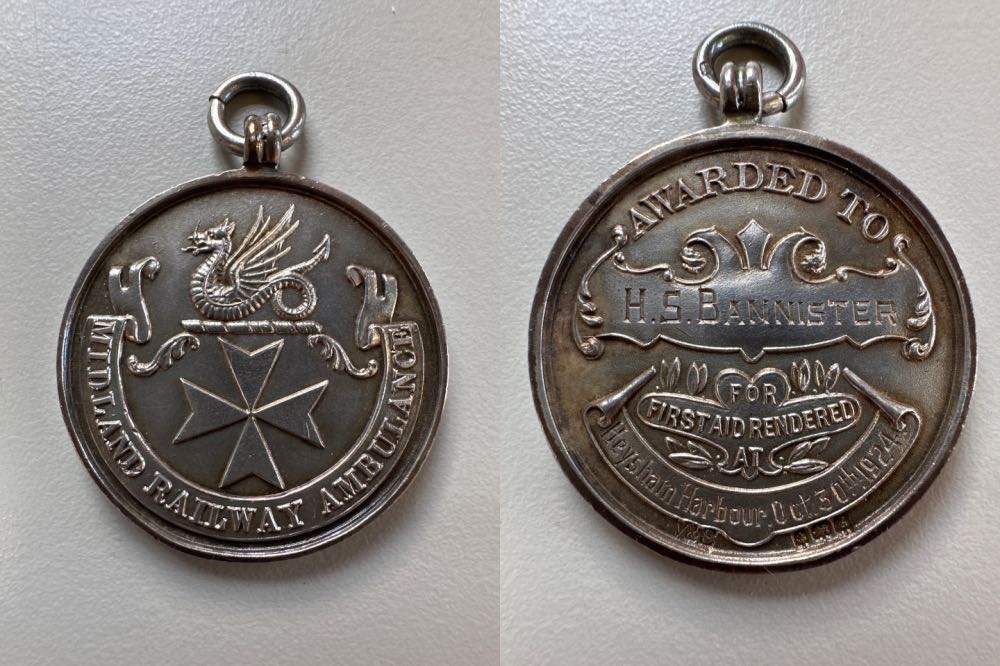 MIDLAND RAILWAY AMBULANCE
AWARDED TO
H.S. BANNISTER
FOR
FIRST AID RENDERED
AT
Heysham Harbour, Oct. 30th 1924